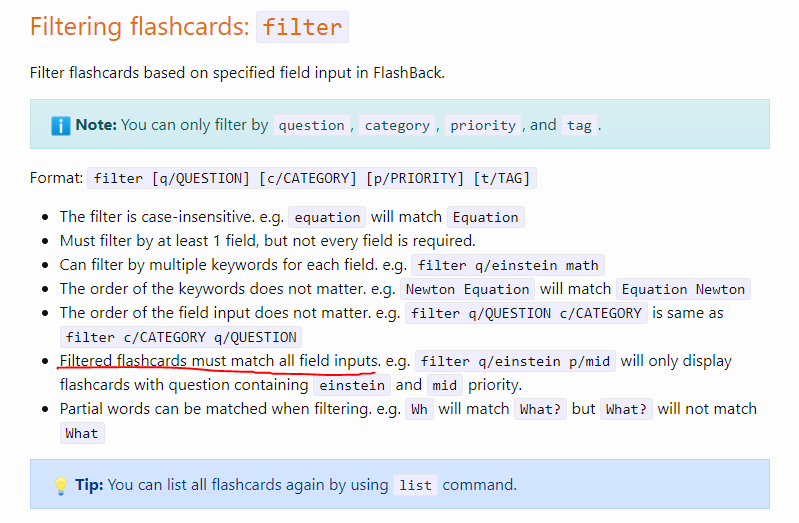 Filtering flashcards: filter
Filter flashcards based on specified field input in FlashBack.
Note: You can only filter by question, category, priority, and tag.
Format: filter [q/QUESTION] [c/CATEGORY] [p/PRIORITY] [t/TAG]
The filter is case-insensitive. e.g. equation will match Equation
Must filter by at least 1 field, but not every field is required.
Can filter by multiple keywords for each field. e.g. filter q/einstein math
The order of the keywords does not matter. e.g. Newton Equation will match Equation Newton
The order of the field input does not matter. e.g. filter q/QUESTION c/CATEGORY is same as
filter c/CATEGORY q/QUESTION
Filtered flashcards must match all field inputs. e.g. filter q/einstein p/mid will only display
flashcards with question containing einstein and mid priority.
Partial words can be matched when filtering. e.g. Wh will match What? but What? will not match
What
Tip: You can list all flashcards again by using list command.